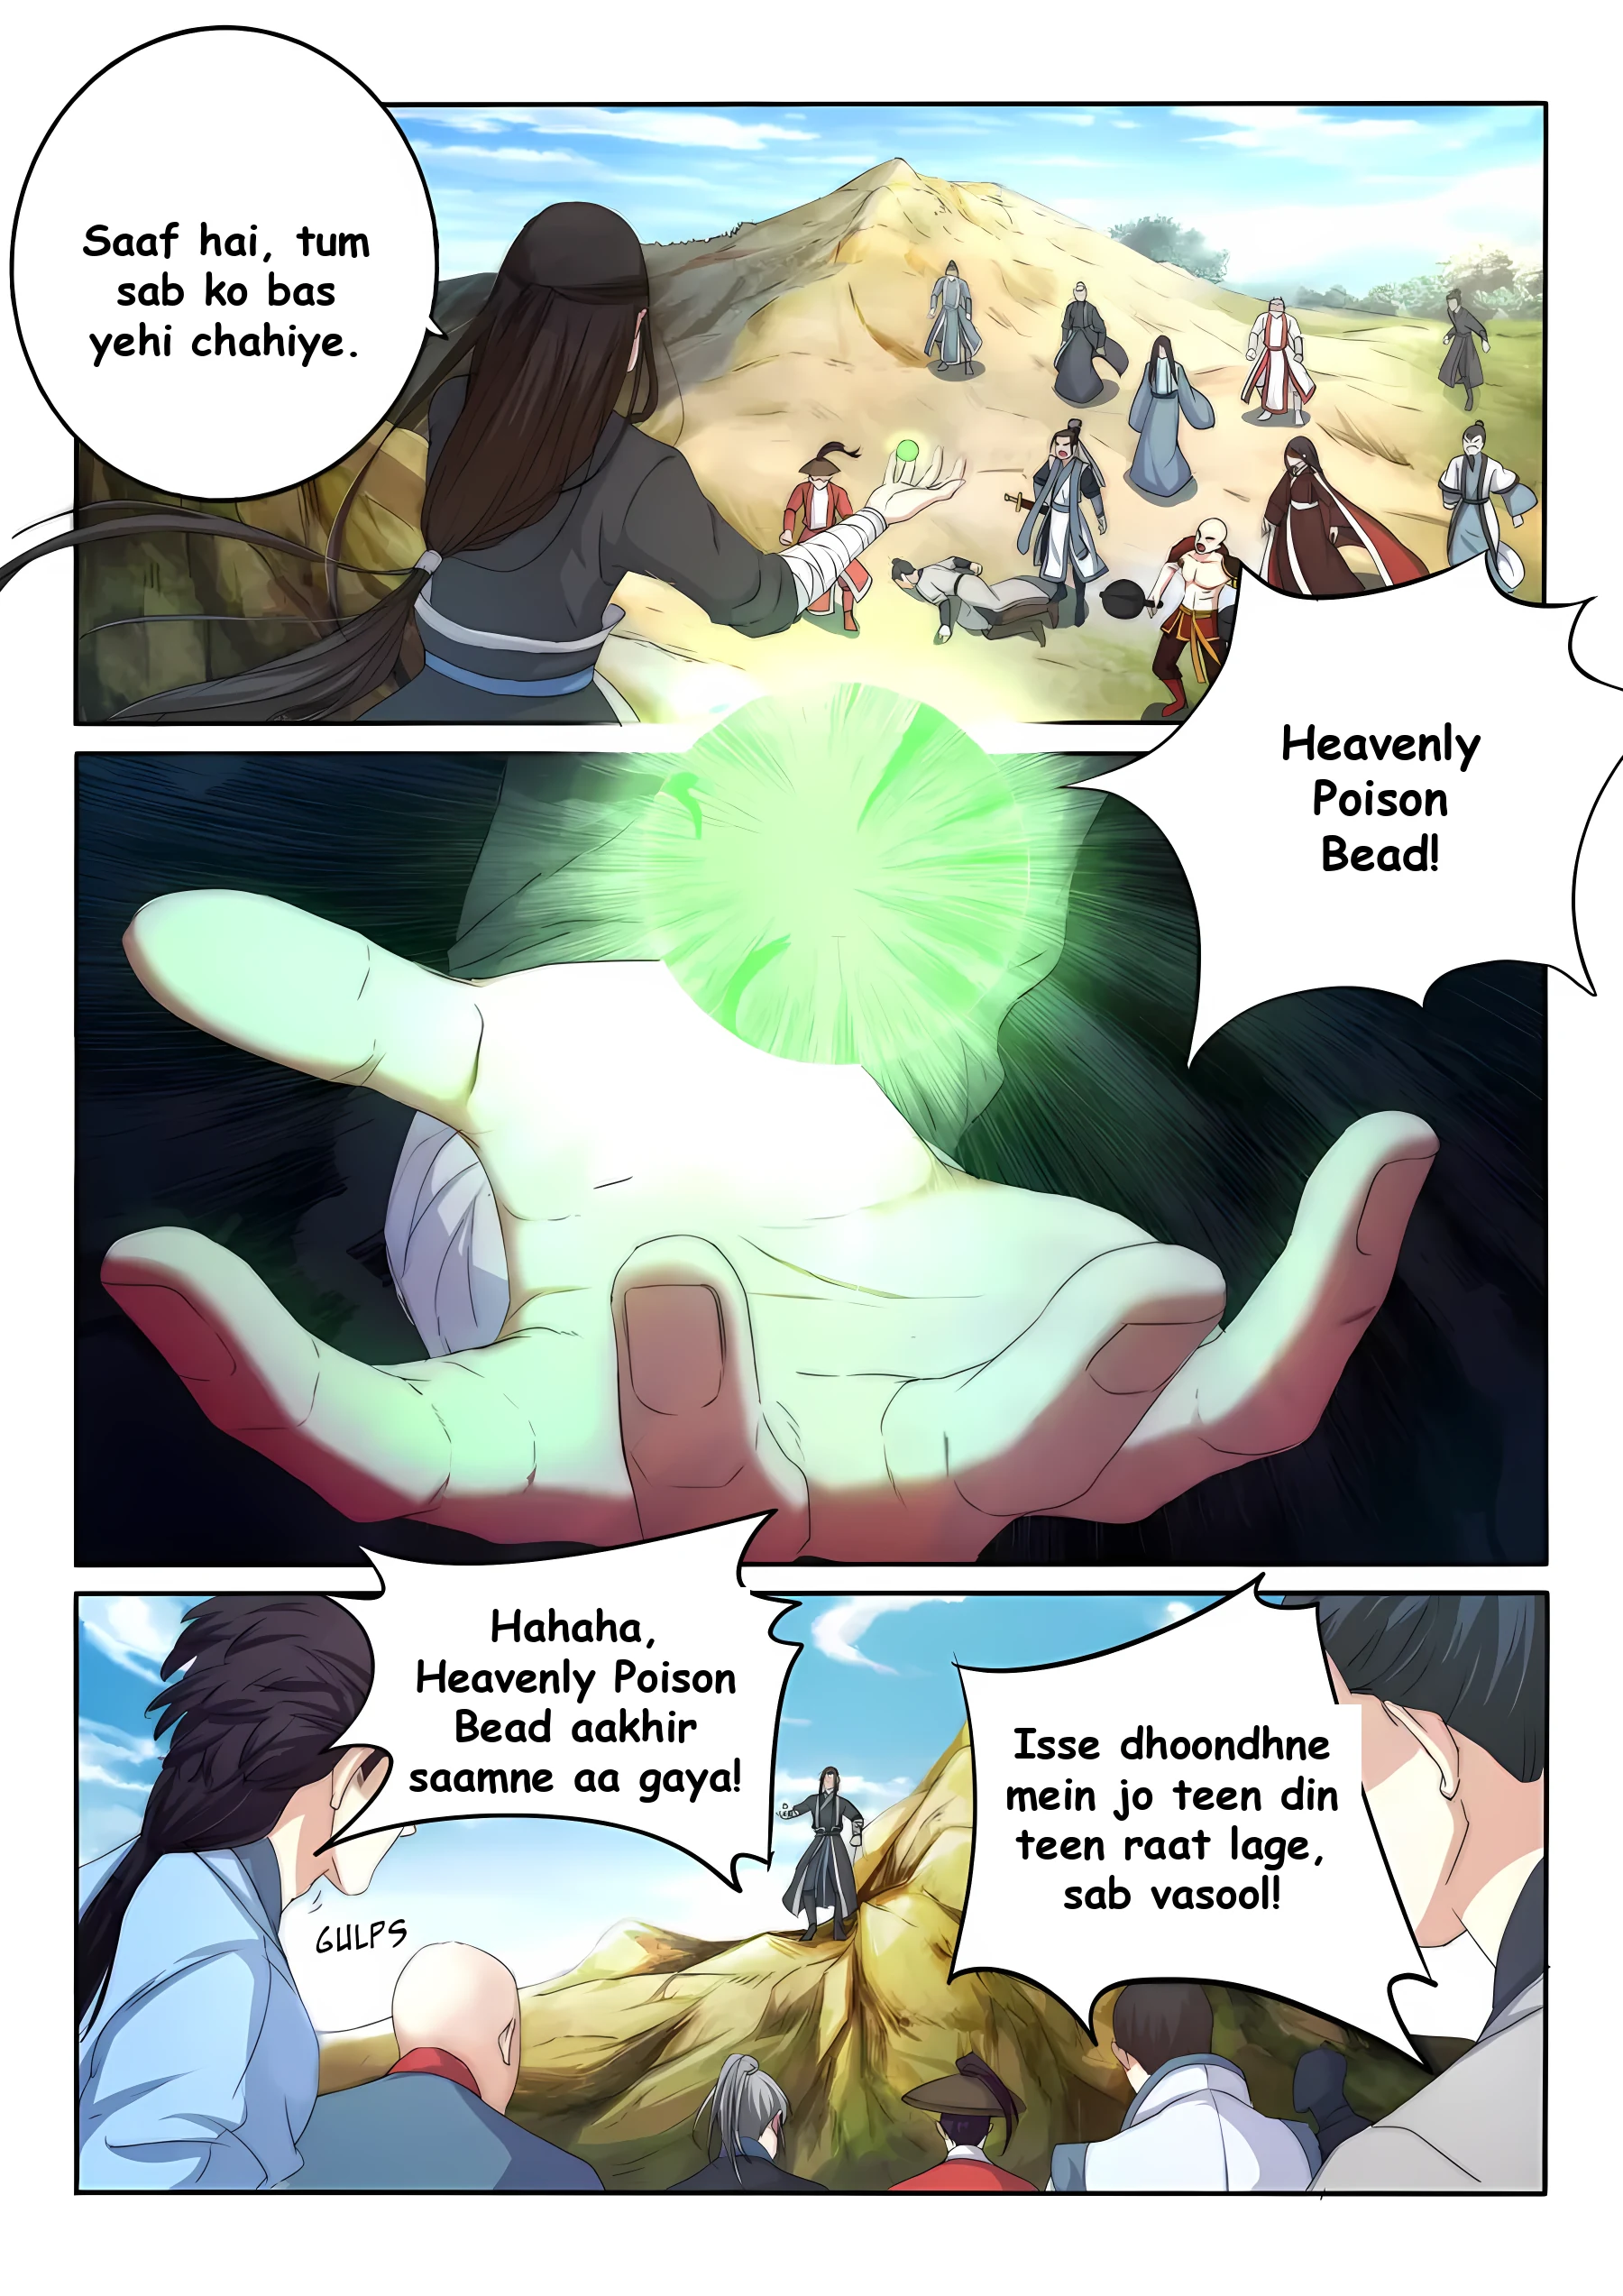 Saaf hai, tum
sab ko bas
yehi chahiye.
Heavenly
Poison
Bead!
Hahaha,
Heavenly Poison
Bead aakhir
saamne aa gaya!
Isse dhoondhne
mein jo teen din
teen raat lage,
sab vasool!
GULPS